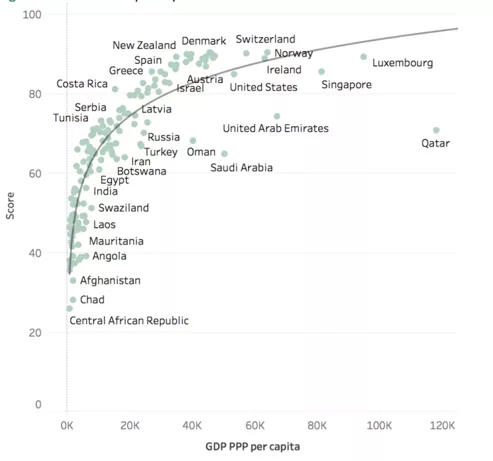 100
New Zealand
Denmark
Switzerland
Norway
Spain
Greece
Ireland
Luxembourg
Costa Rica
Austria
Israel
United States
Singapore
80
Serbia
Latvia
Tunisia
United Arab Emirates
Russia
Qatar
Turkey
Oman
Iran
Saudi Arabia
Botswana
60
Egypt
India
Swaziland
Laos
Mauritania
40
Angola
Afghanistan
Chad
Central African Republic
20
0
Score
0K 20K 40K 60K 80K 100K 120K
GDP PPP per capita